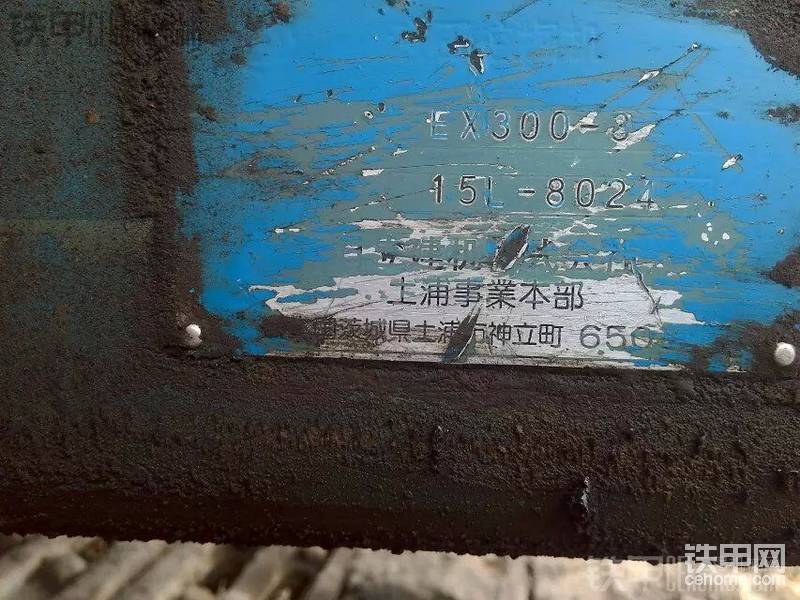 EX300-3
15L-8024
土浦事業本部
茨城県土浦市神立町 650
铁甲网
cehome.com